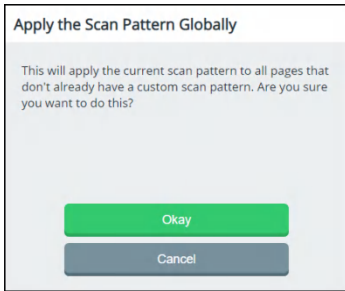 Apply the Scan Pattern Globally
This will apply the current scan pattern to all pages that
don't already have a custom scan pattern. Are you sure
you want to do this?
Okay
Cancel